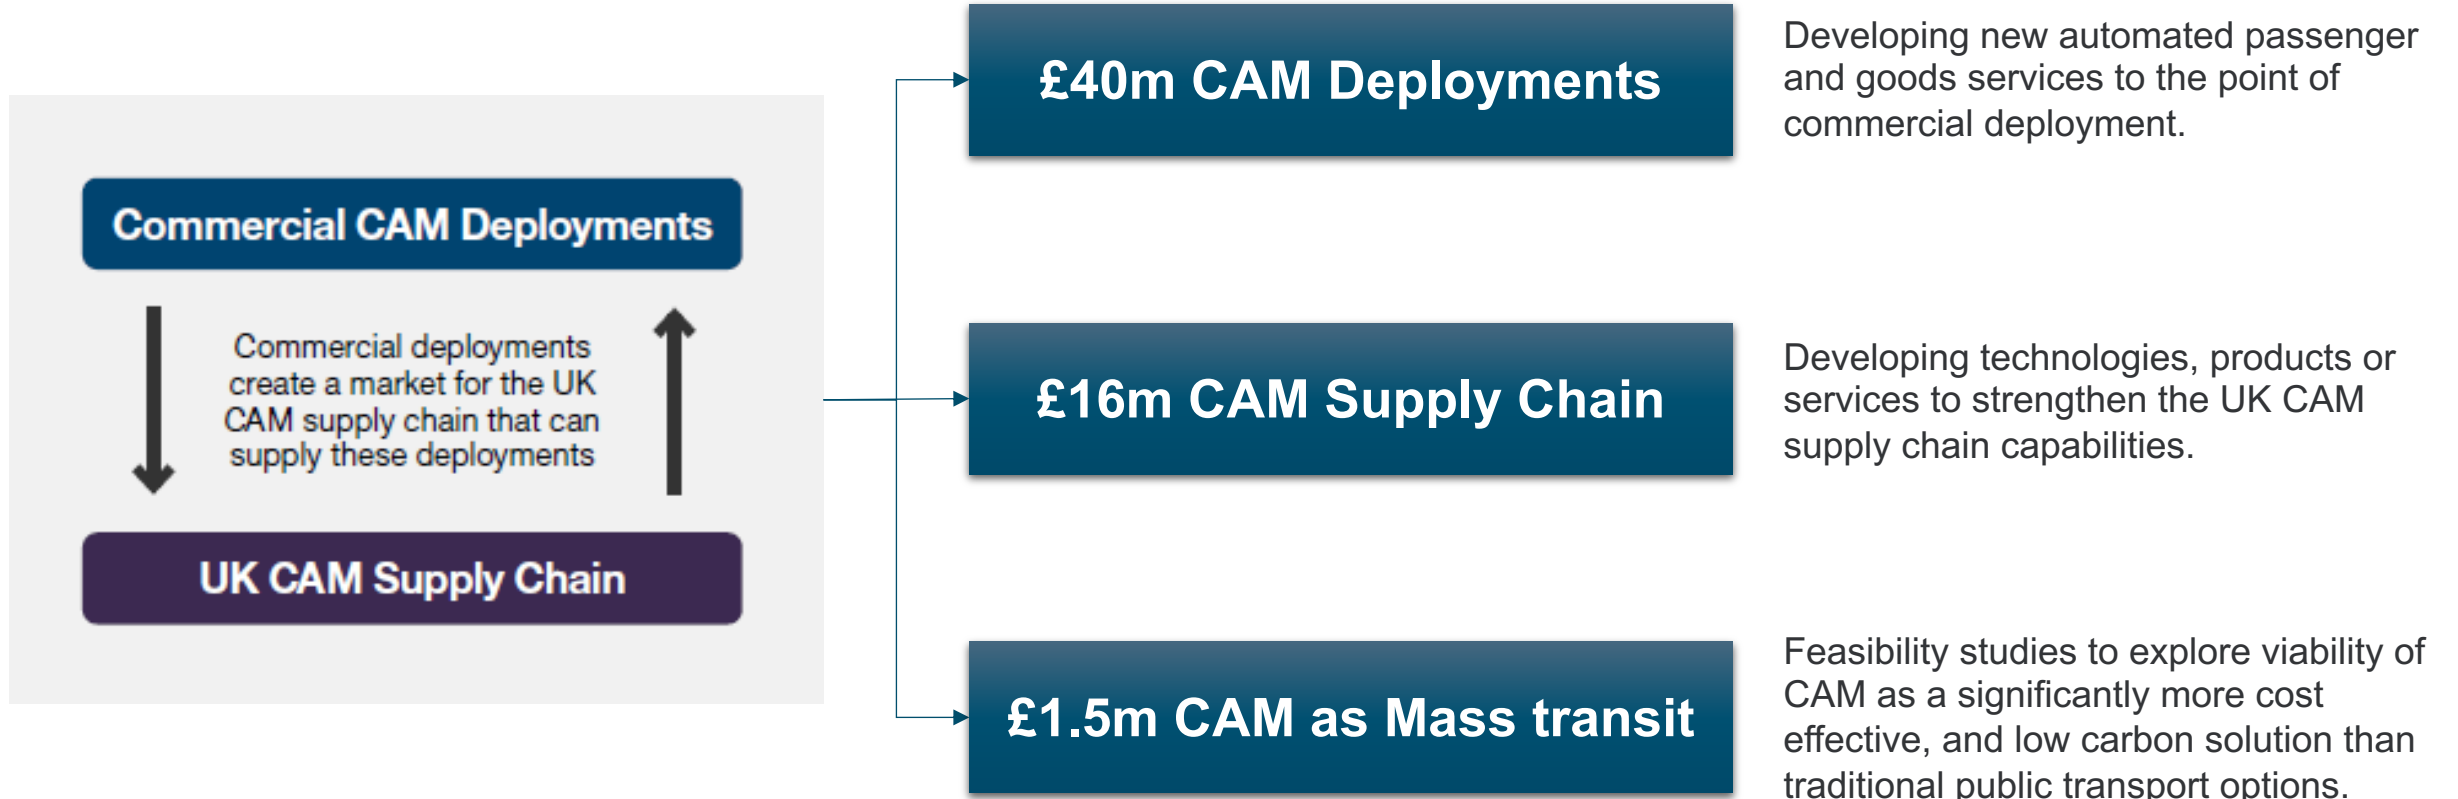 Commercial CAM Deployments
Commercial deployments
create a market for the UK
CAM supply chain that can
supply these deployments
UK CAM Supply Chain
£40m CAM Deployments
Developing new automated passenger
and goods services to the point of
commercial deployment.
£16m CAM Supply Chain
Developing technologies, products or
services to strengthen the UK CAM
supply chain capabilities.
£1.5m CAM as Mass transit
Feasibility studies to explore viability of
CAM as a significantly more cost
effective, and low carbon solution than
traditional public transport options.